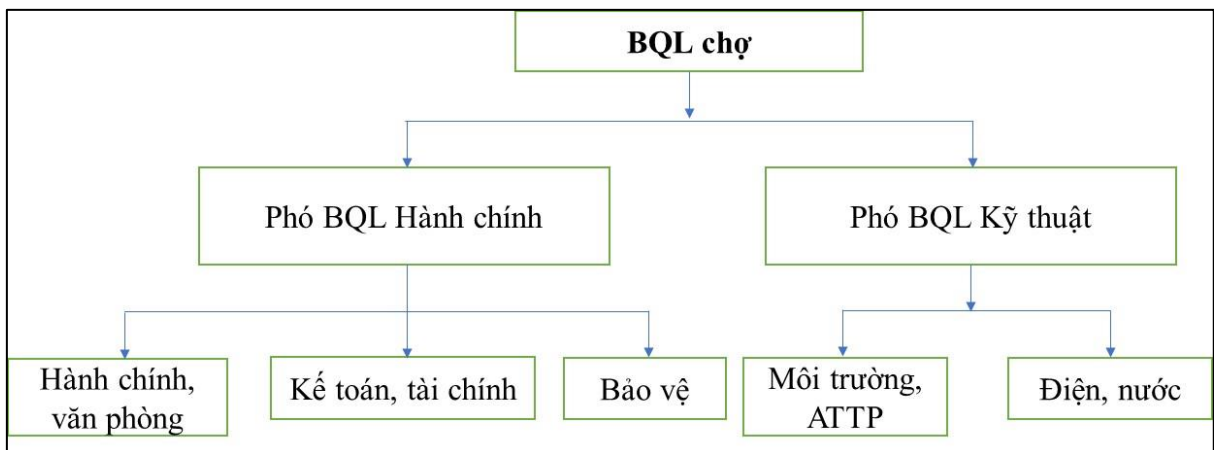 BQL chợ
Phó BQL Hành chính
Phó BQL Kỹ thuật
Hành chính,
văn phòng
Kế toán, tài chính
Bảo vệ
Môi trường,
ATTP
Điện, nước